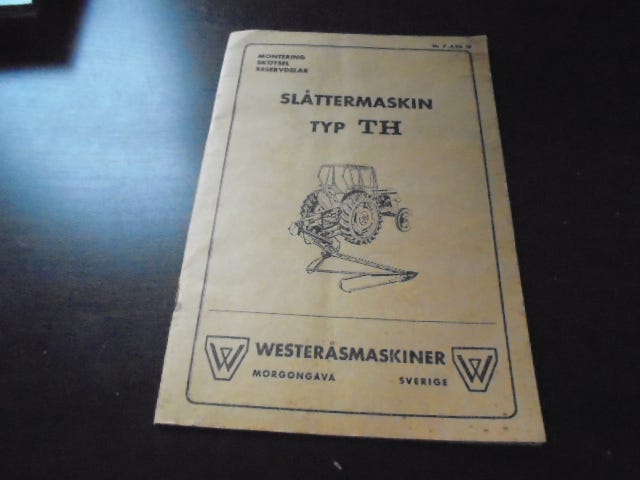 MONTERING
SKÖTSEL
RESERVDELAR
SLÅTTERMASKIN
TYP TH
W WESTERÅSMASKINER W
MORGONGÅVA SVERIGE